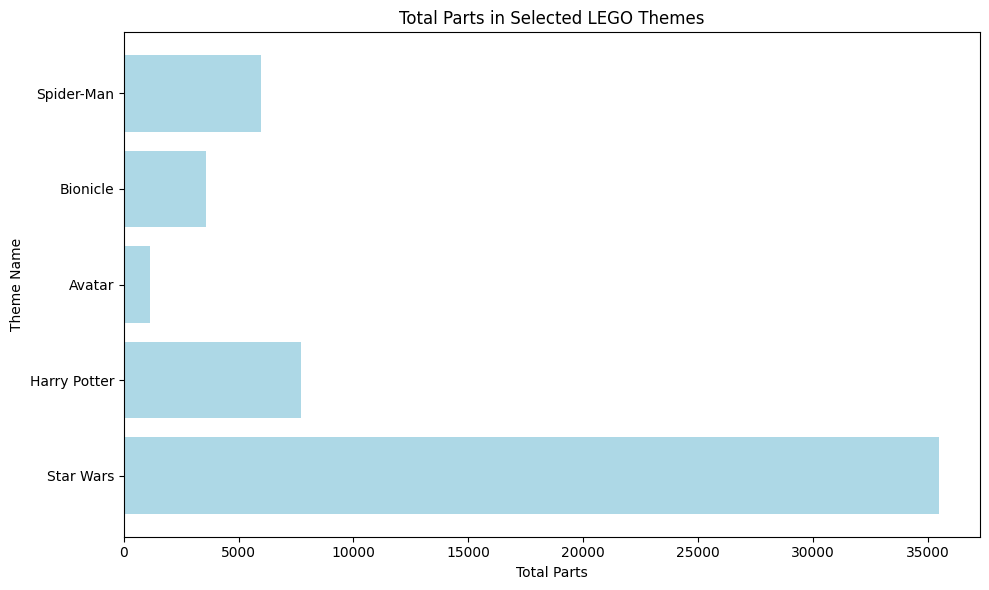 Total Parts in Selected LEGO Themes
Theme Name
Spider-Man
Bionicle
Avatar
Harry Potter
Star Wars
0 5000 10000 15000 20000 25000 30000 35000
Total Parts